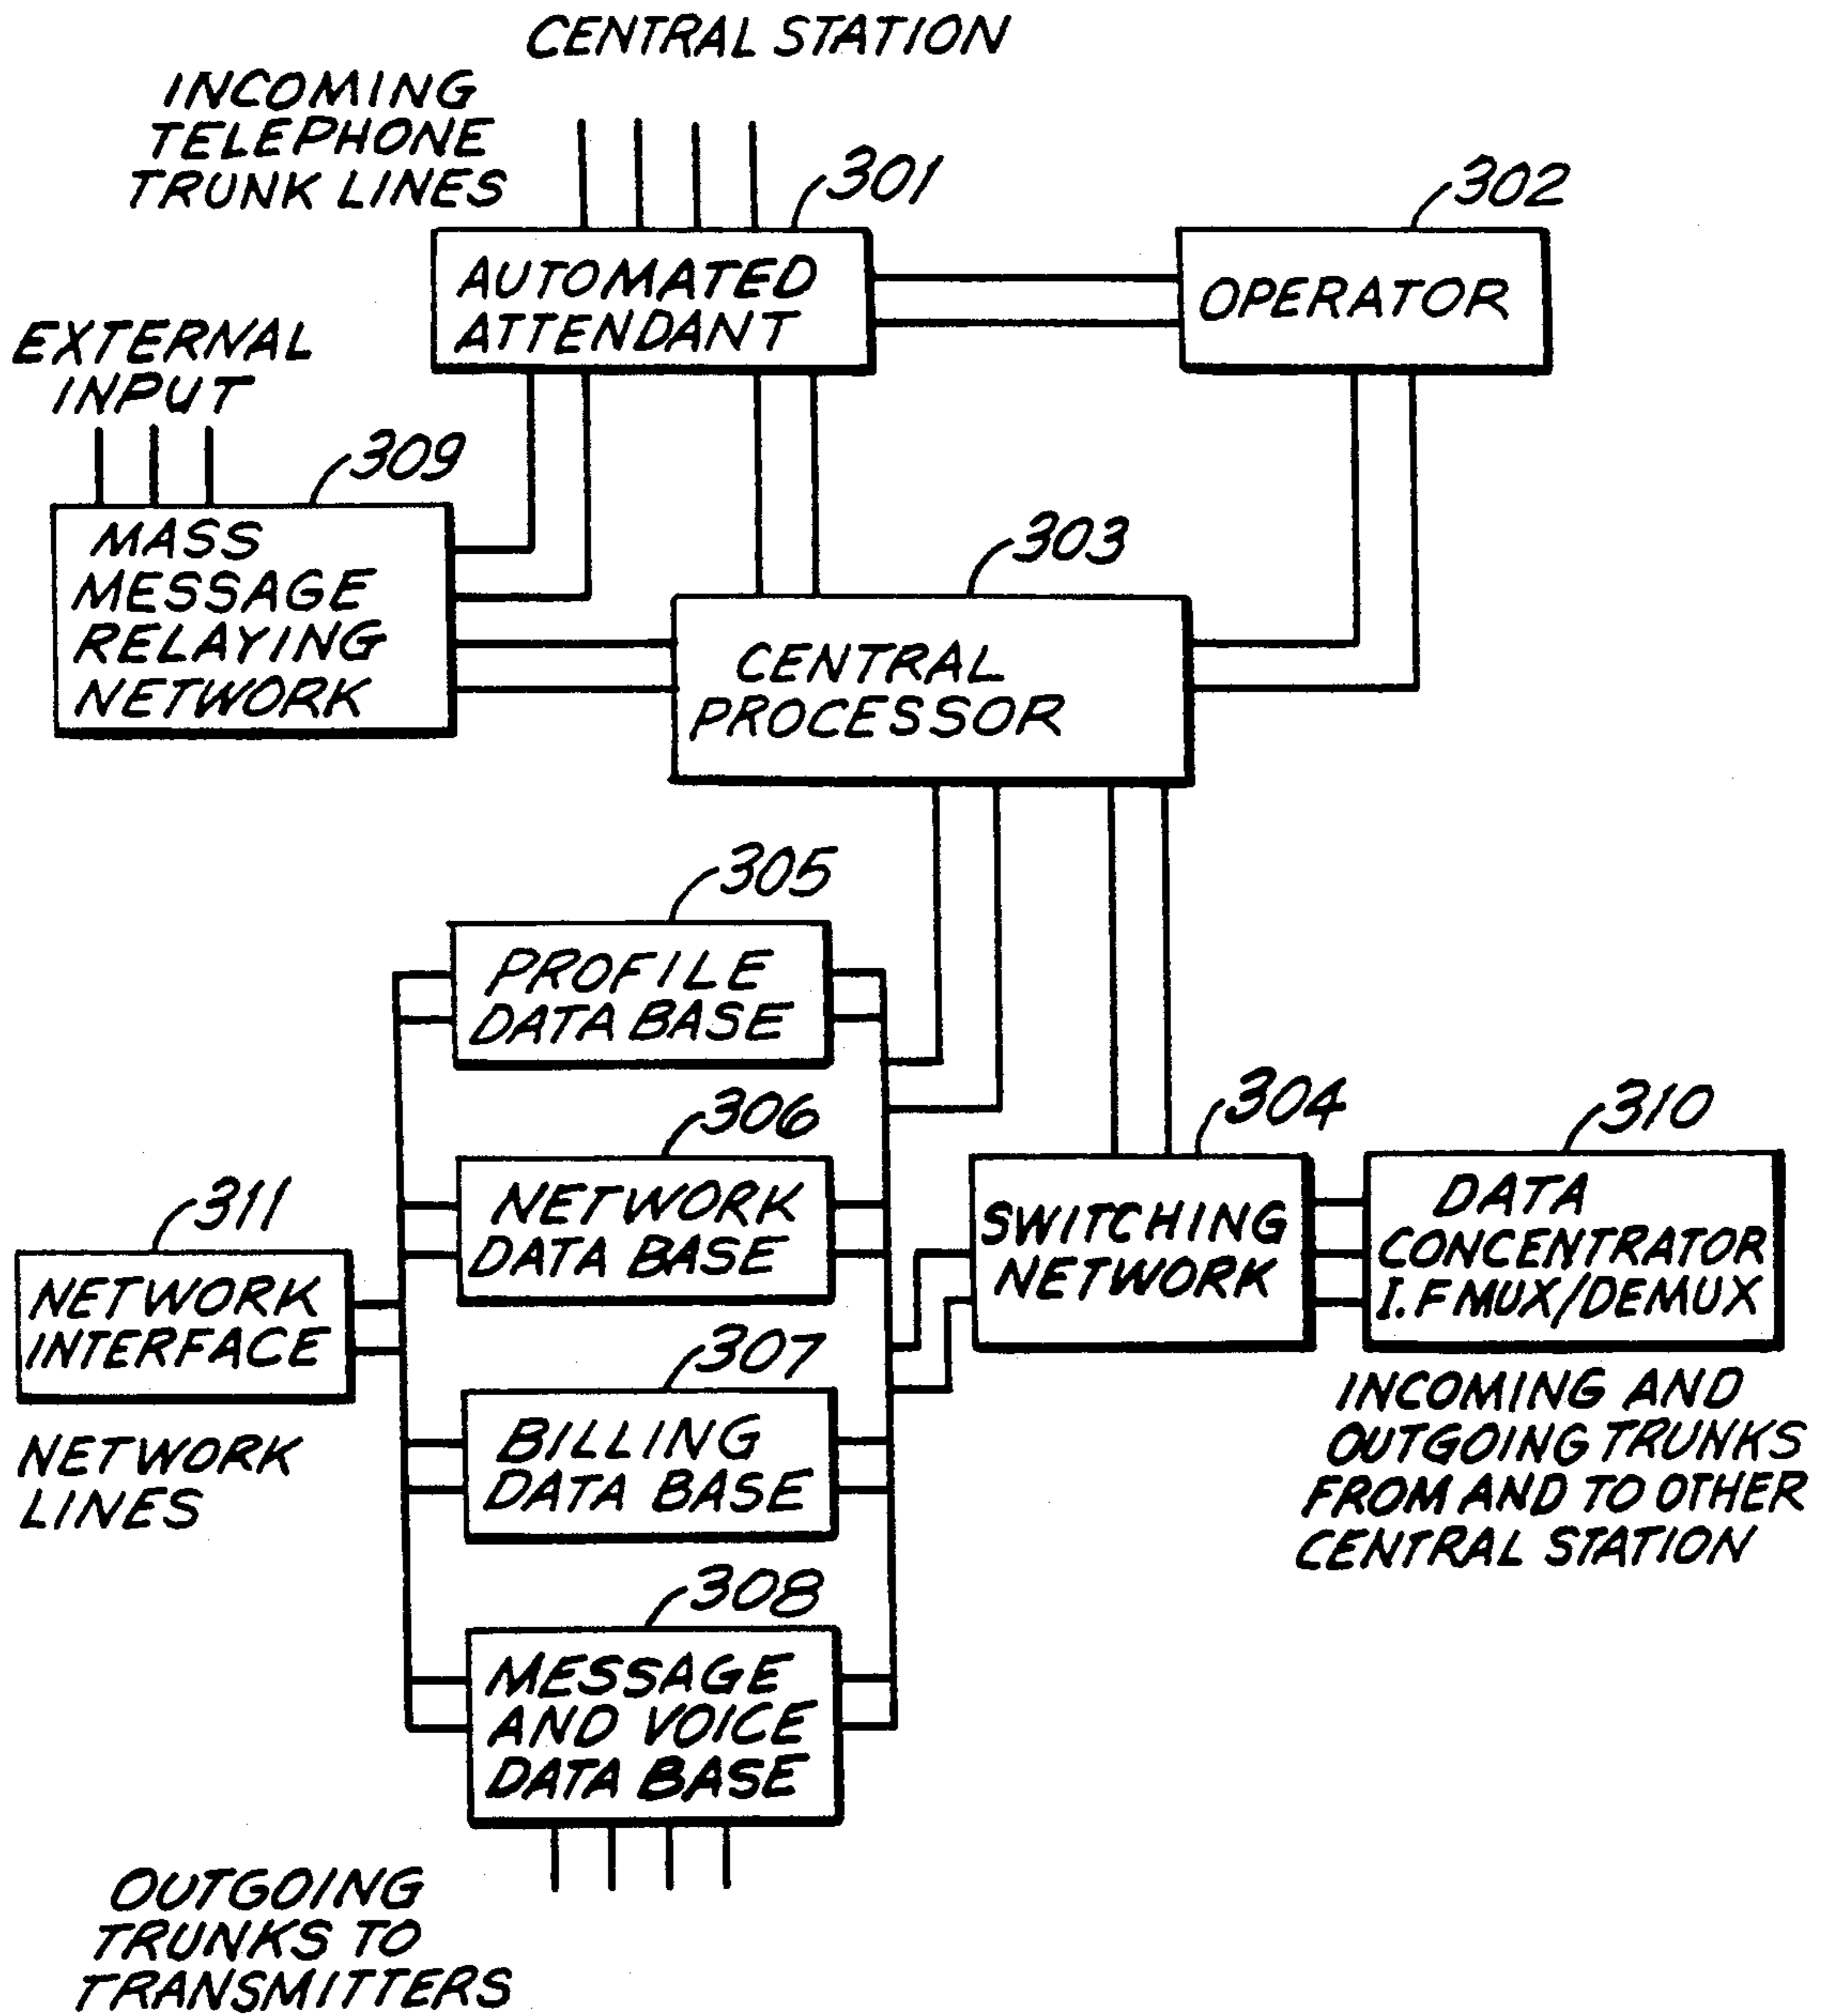 CENTRAL STATION
INCOMING
TELEPHONE
TRUNK LINES
301
302
AUTOMATED
ATTENDANT
OPERATOR
EXTERNAL
INPUT
309
MASS
MESSAGE
RELAYING
NETWORK
303
CENTRAL
PROCESSOR
305
PROFILE
DATA BASE
306
NETWORK
DATA BASE
304
SWITCHING
NETWORK
310
DATA
CONCENTRATOR
I.F MUX/DEMUX
INCOMING AND
OUTGOING TRUNKS
FROM AND TO OTHER
CENTRAL STATION
311
NETWORK
INTERFACE
NETWORK
LINES
307
BILLING
DATA BASE
308
MESSAGE
AND VOICE
DATA BASE
OUTGOING
TRUNKS TO
TRANSMITTERS